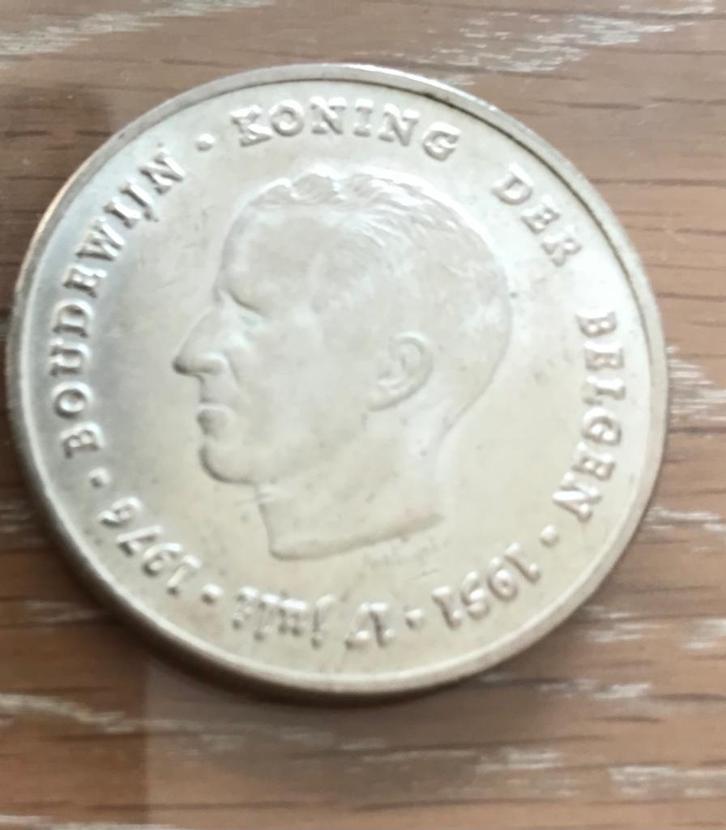 BOUDEWIJN · KONING DER BELGEN · 1951 · 17 juli · 1976 ·